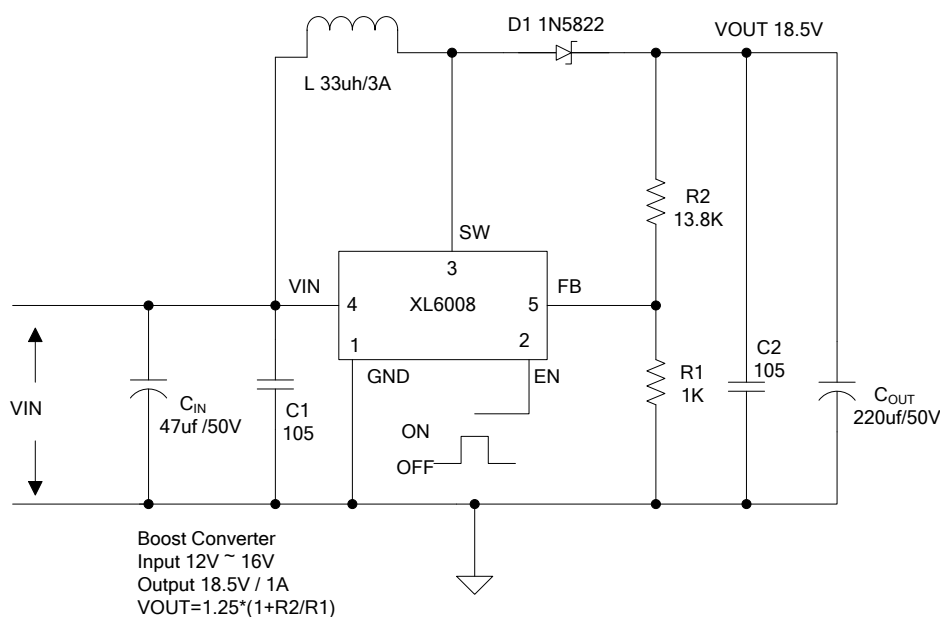 D1 1N5822
VOUT 18.5V
L 33uh/3A
R2
13.8K
SW
3
VIN
FB
4
XL6008
5
1
2
GND
EN
VIN
CIN
47uf /50V
C1
105
R1
1K
C2
105
COUT
220uf/50V
ON
OFF
Boost Converter
Input 12V ~ 16V
Output 18.5V / 1A
VOUT=1.25*(1+R2/R1)